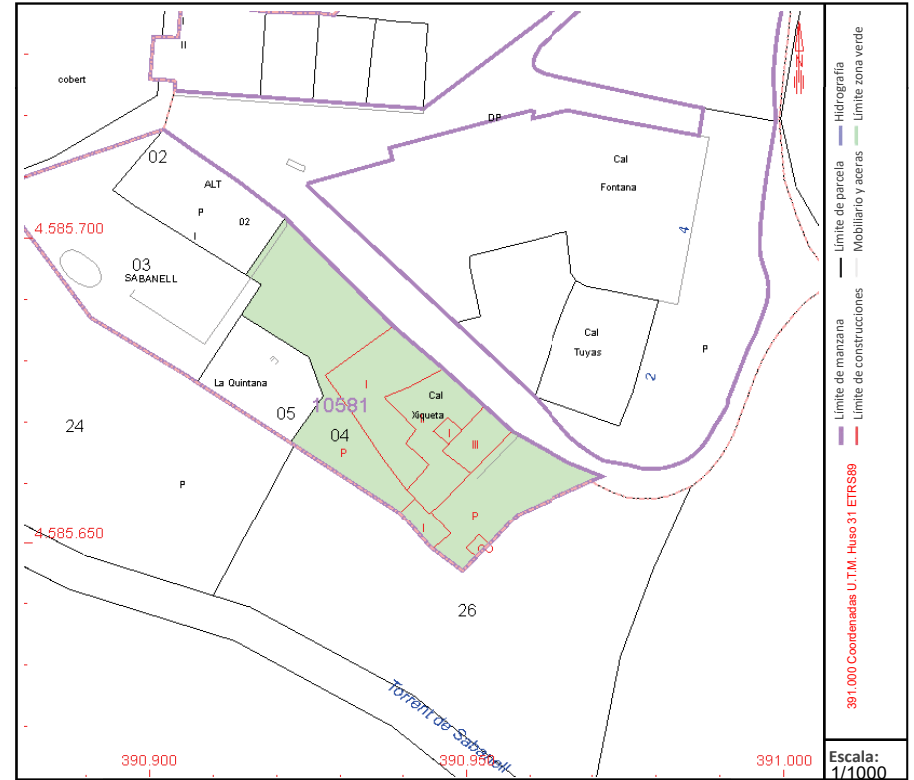 II
cobert
DP
02
Cal
Fontana
ALT
P
02
I
4.585.700
4
03
SABANELL
Cal
Tuyas
P
La Quintana
I
Cal
Xiqueta
2
10581
05
04
I
III
24
P
P
P
4.585.650
I
26
Torrent de Sabanell
390.900
390.950
391.000
391.000 Coordenadas U.T.M. Huso 31 ETRS89
Límite de manzana
Límite de construcciones
Límite de parcela
Mobiliario y aceras
Hidrografía
Límite zona verde
Escala:
1/1000